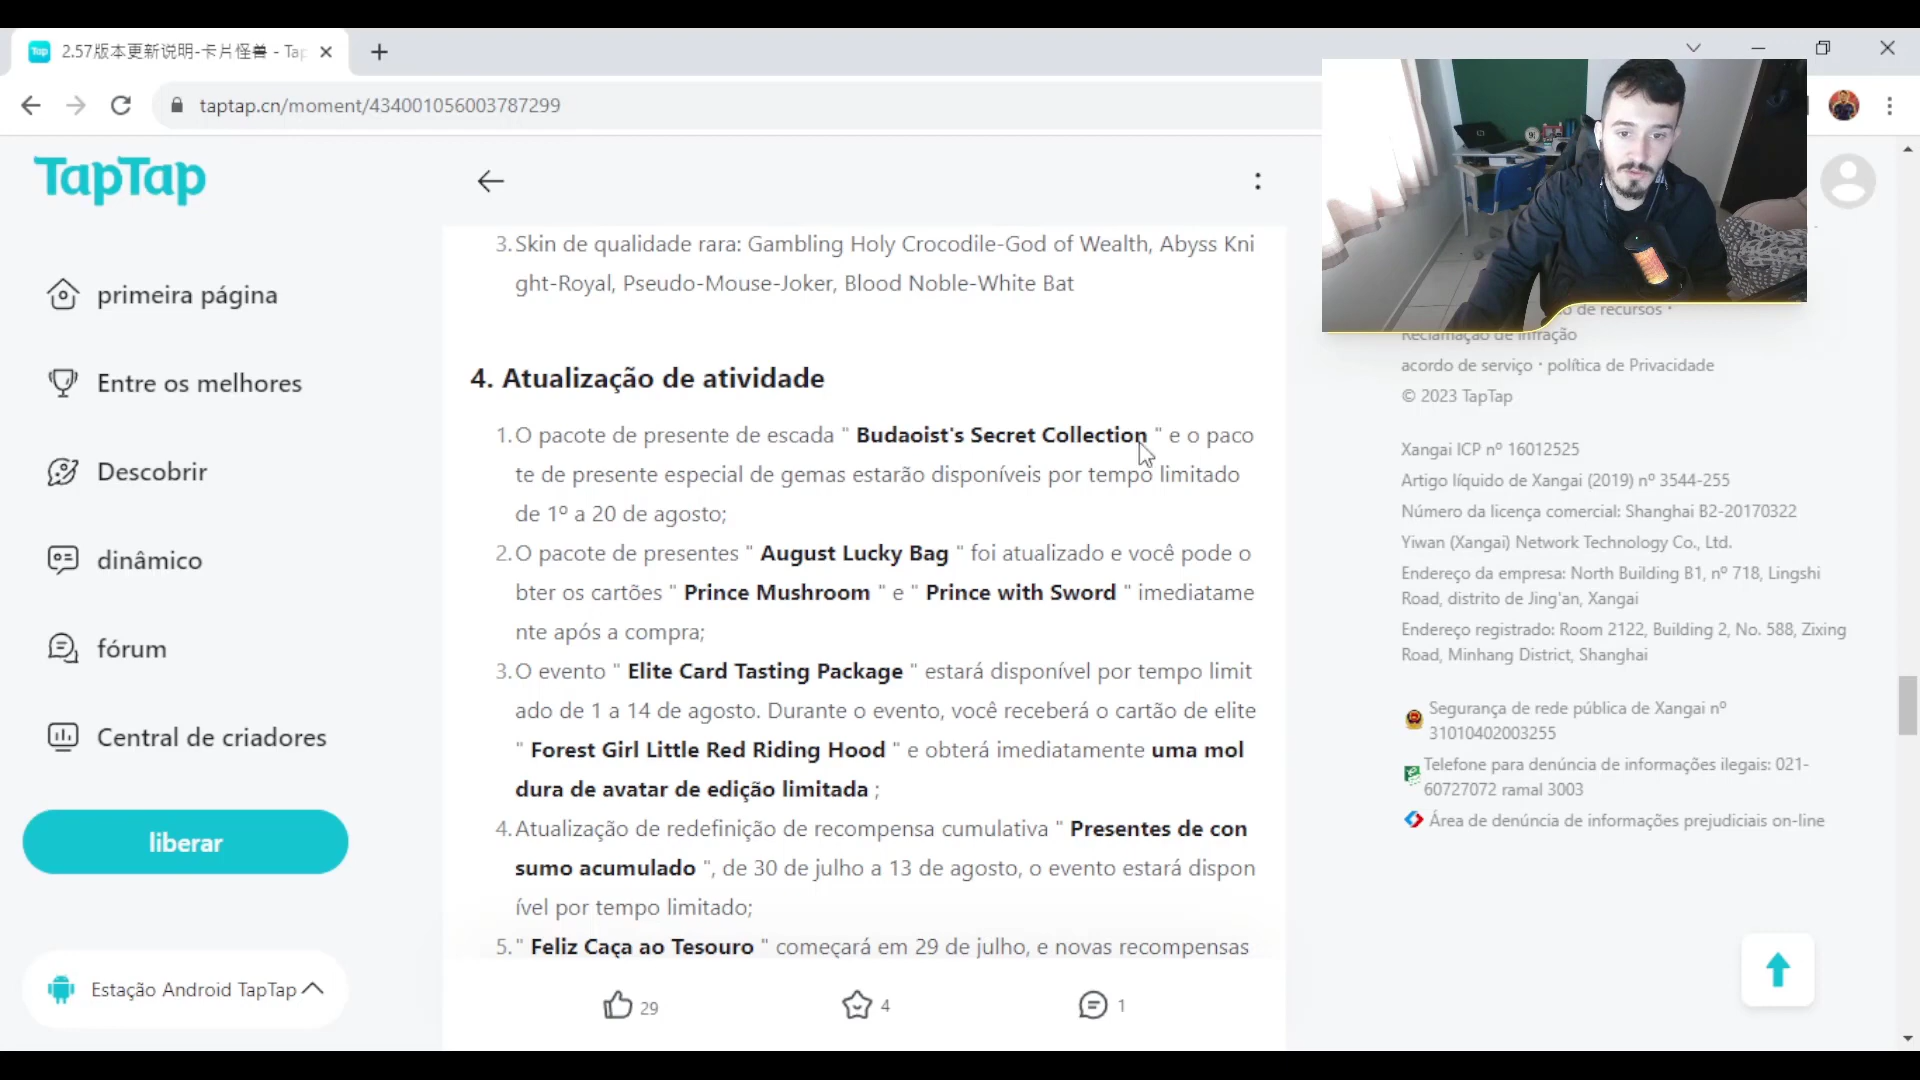 2.57版本更新说明-卡片怪兽 - Tap
taptap.cn/moment/434001056003787299
TapTap
primeira página
Entre os melhores
Descobrir
dinâmico
fórum
Central de criadores
liberar
Estação Android TapTap
3. Skin de qualidade rara: Gambling Holy Crocodile-God of Wealth, Abyss Kni
ght-Royal, Pseudo-Mouse-Joker, Blood Noble-White Bat
4. Atualização de atividade
1. O pacote de presente de escada " Budaoist's Secret Collection " e o paco
te de presente especial de gemas estarão disponíveis por tempo limitado
de 1º a 20 de agosto;
2. O pacote de presentes " August Lucky Bag " foi atualizado e você pode o
bter os cartões " Prince Mushroom " e " Prince with Sword " imediatame
nte após a compra;
3. O evento " Elite Card Tasting Package " estará disponível por tempo limit
ado de 1 a 14 de agosto. Durante o evento, você receberá o cartão de elite
" Forest Girl Little Red Riding Hood " e obterá imediatamente uma mol
dura de avatar de edição limitada ;
4. Atualização de redefinição de recompensa cumulativa " Presentes de con
sumo acumulado ", de 30 de julho a 13 de agosto, o evento estará dispon
ível por tempo limitado;
5. " Feliz Caça ao Tesouro " começará em 29 de julho, e novas recompensas
29
4
1
de recursos ·
Reclamação de infração
acordo de serviço · política de Privacidade
© 2023 TapTap
Xangai ICP nº 16012525
Artigo líquido de Xangai (2019) nº 3544-255
Número da licença comercial: Shanghai B2-20170322
Yiwan (Xangai) Network Technology Co., Ltd.
Endereço da empresa: North Building B1, nº 718, Lingshi
Road, distrito de Jing'an, Xangai
Endereço registrado: Room 2122, Building 2, No. 588, Zixing
Road, Minhang District, Shanghai
Segurança de rede pública de Xangai nº
31010402003255
Telefone para denúncia de informações ilegais: 021-
60727072 ramal 3003
Área de denúncia de informações prejudiciais on-line